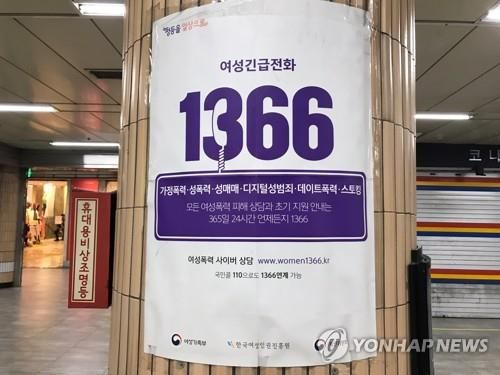 평등을 일상으로
여성긴급전화
1366
가정폭력·성폭력·성매매·디지털성범죄·데이트폭력·스토킹
모든 여성폭력 피해 상담과 초기 지원 안내는
365일 24시간 언제든지 1366
여성폭력 사이버 상담 www.women1366.kr
국민콜 110으로도 1366연계 가능
여성가족부
한국여성인권진흥원
휴대용비상조명등
코
YONHAP NEWS